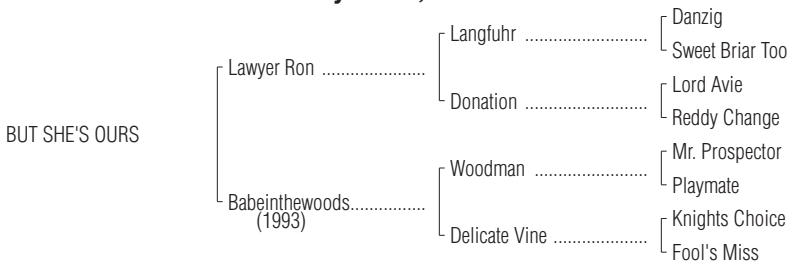 Danzig
Langfuhr ..........................
Sweet Briar Too
Lawyer Ron ......................
Lord Avie
Donation ..........................
Reddy Change
BUT SHE'S OURS
Mr. Prospector
Woodman ........................
Playmate
Babeinthewoods................
(1993)
Knights Choice
Delicate Vine ....................
Fool's Miss